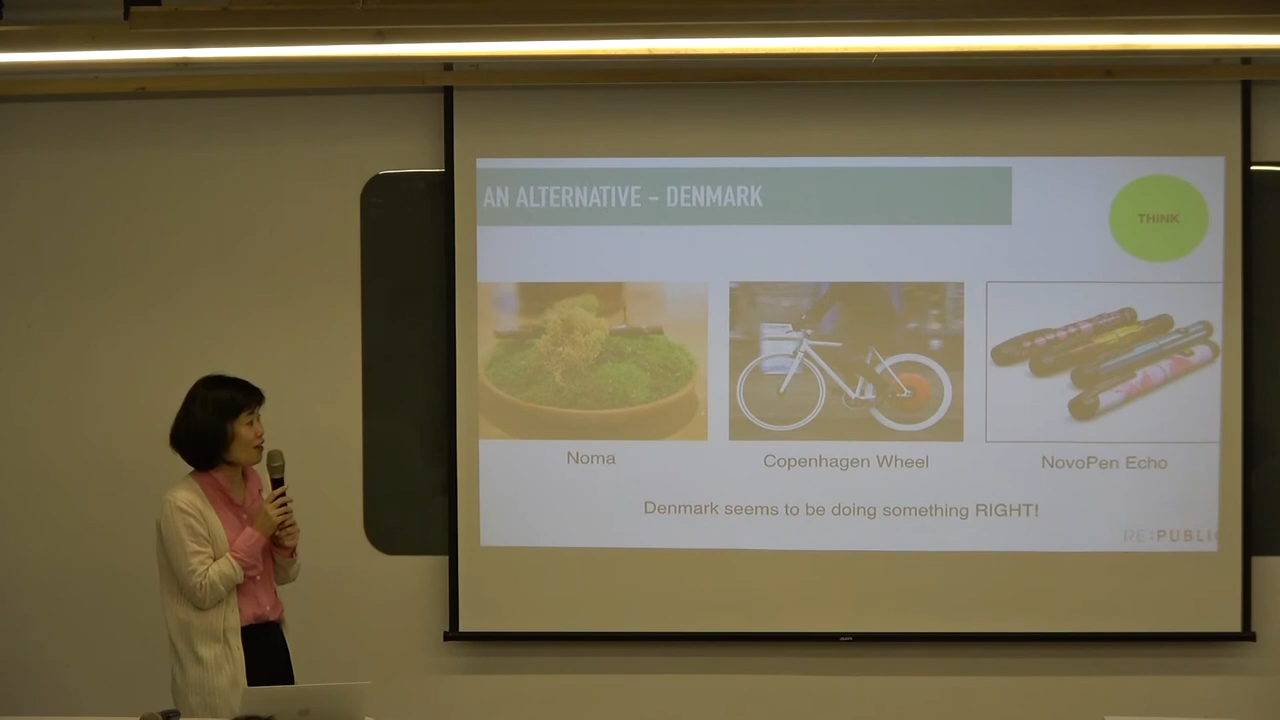 AN ALTERNATIVE – DENMARK
THINK
Noma
Copenhagen Wheel
NovoPen Echo
Denmark seems to be doing something RIGHT!
RE:PUBLIC